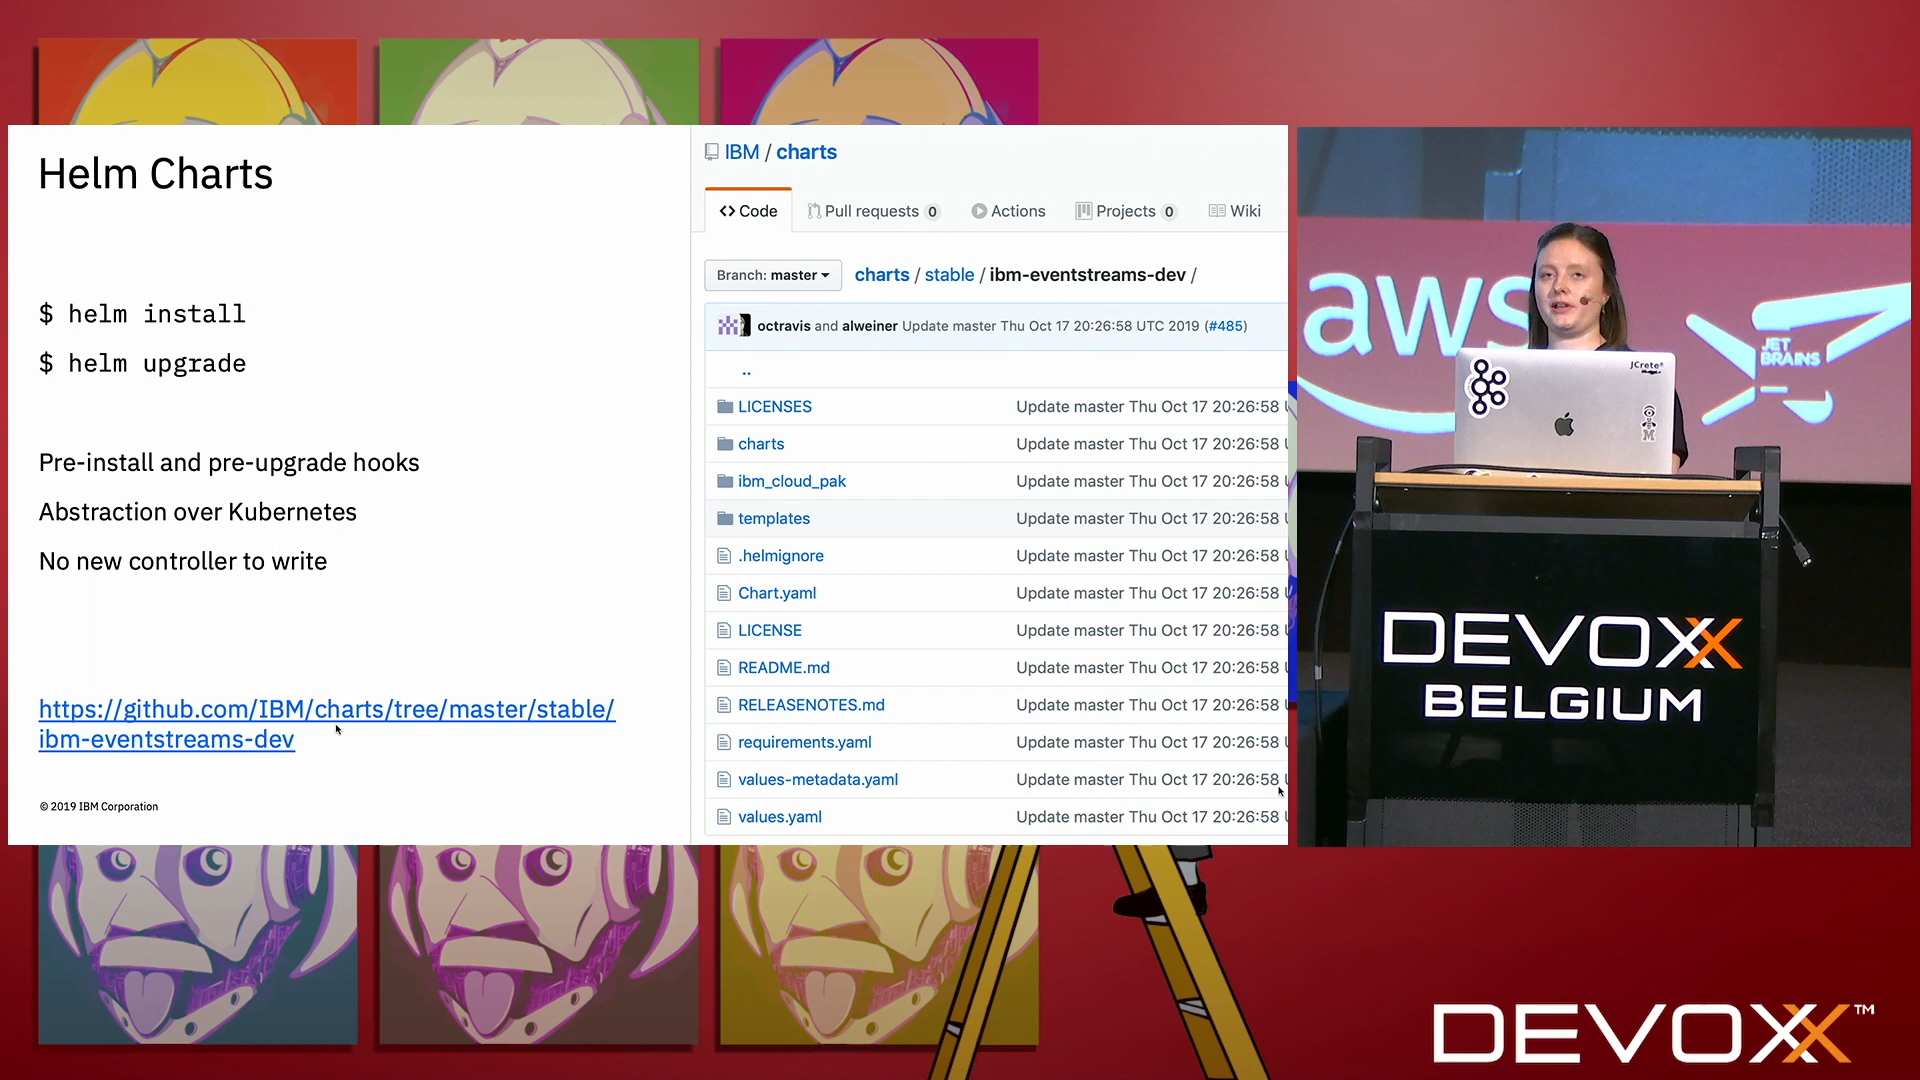 Helm Charts
$ helm install
$ helm upgrade
Pre-install and pre-upgrade hooks
Abstraction over Kubernetes
No new controller to write
https://github.com/IBM/charts/tree/master/stable/
ibm-eventstreams-dev
© 2019 IBM Corporation
IBM / charts
Code Pull requests 0 Actions Projects 0 Wiki
Branch: master charts / stable / ibm-eventstreams-dev /
octravis and alweiner Update master Thu Oct 17 20:26:58 UTC 2019 (#485)
..
LICENSES Update master Thu Oct 17 20:26:58
charts Update master Thu Oct 17 20:26:58
ibm_cloud_pak Update master Thu Oct 17 20:26:58
templates Update master Thu Oct 17 20:26:58
.helmignore Update master Thu Oct 17 20:26:58
Chart.yaml Update master Thu Oct 17 20:26:58
LICENSE Update master Thu Oct 17 20:26:58
README.md Update master Thu Oct 17 20:26:58
RELEASENOTES.md Update master Thu Oct 17 20:26:58
requirements.yaml Update master Thu Oct 17 20:26:58
values-metadata.yaml Update master Thu Oct 17 20:26:58
values.yaml Update master Thu Oct 17 20:26:58
aws
JET
BRAINS
JCrete
M
DEVOXX
BELGIUM
DEVOXX™